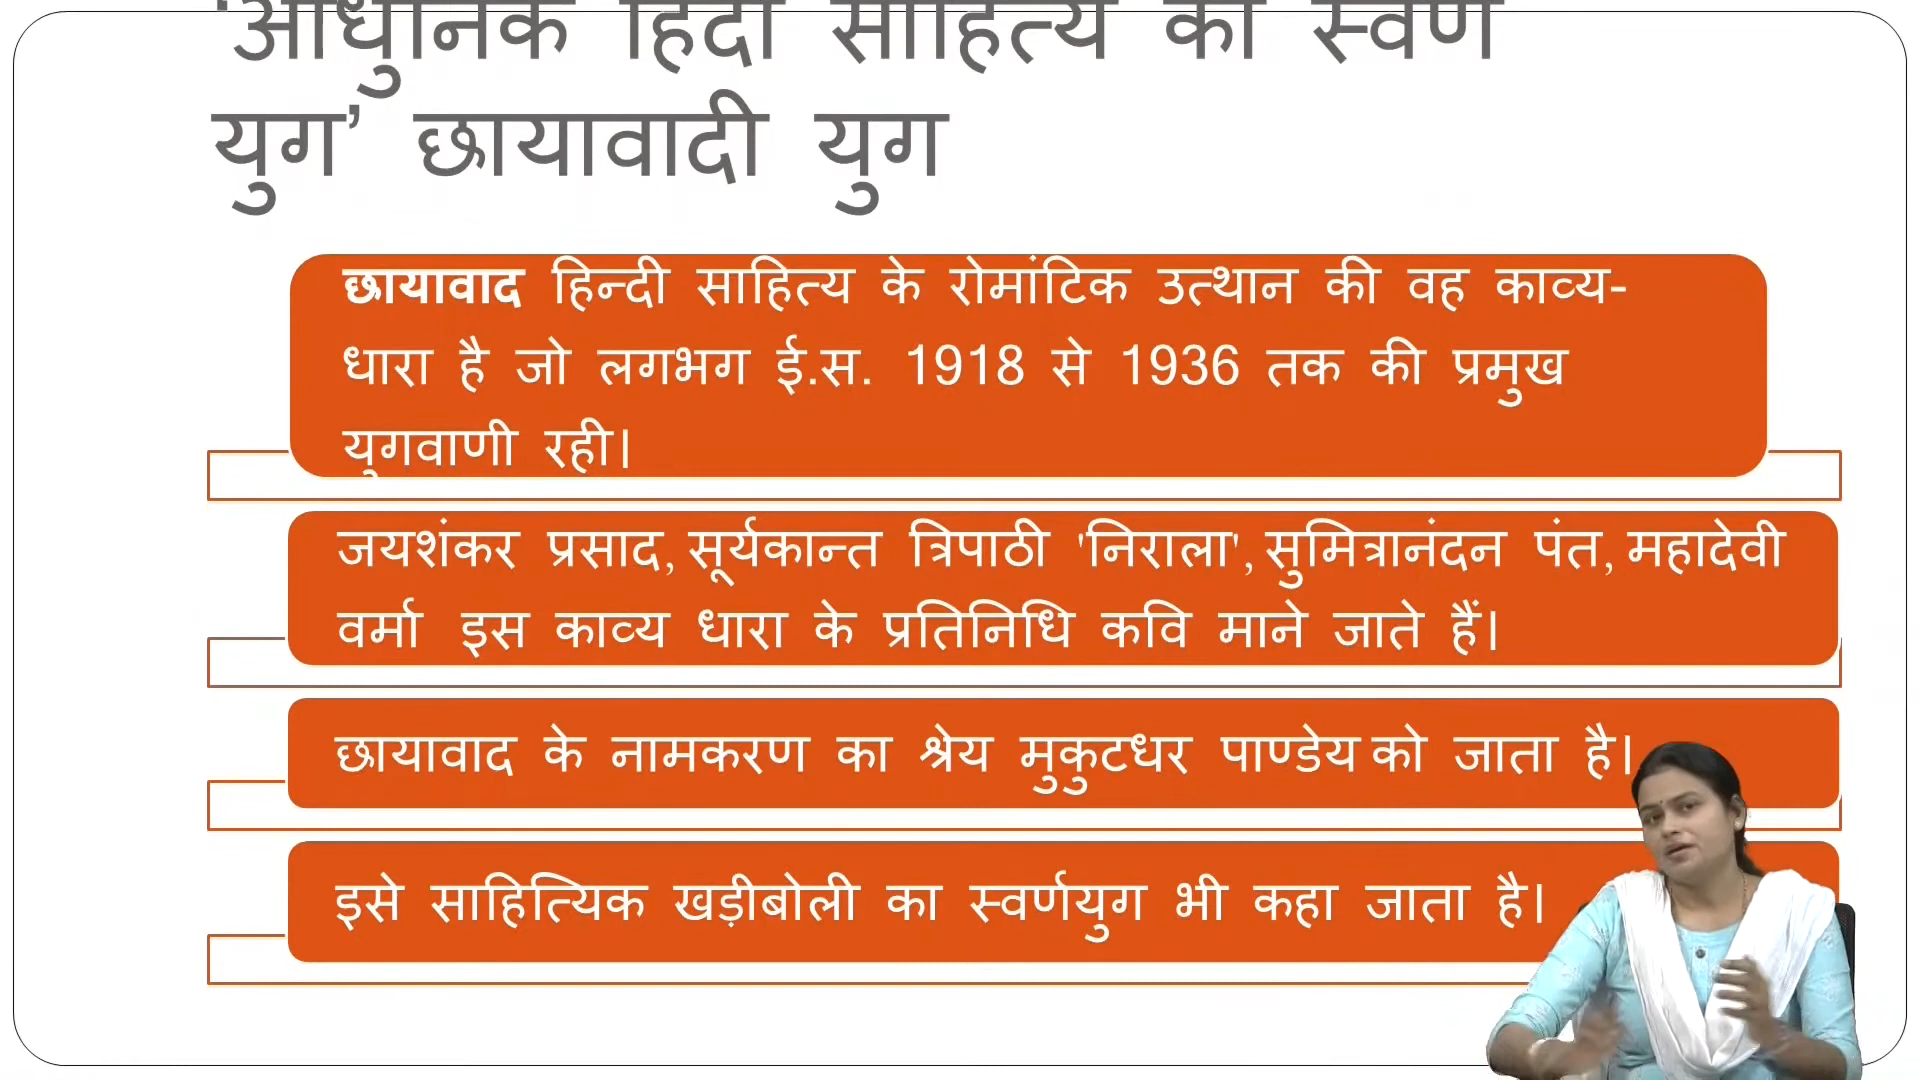 'आधुनिक हिंदी साहित्य का स्वर्ण
युग’ छायावादी युग
छायावाद हिन्दी साहित्य के रोमांटिक उत्थान की वह काव्य-
धारा है जो लगभग ई.स. 1918 से 1936 तक की प्रमुख
युगवाणी रही।
जयशंकर प्रसाद, सूर्यकान्त त्रिपाठी 'निराला', सुमित्रानंदन पंत, महादेवी
वर्मा इस काव्य धारा के प्रतिनिधि कवि माने जाते हैं।
छायावाद के नामकरण का श्रेय मुकुटधर पाण्डेय को जाता है।
इसे साहित्यिक खड़ीबोली का स्वर्णयुग भी कहा जाता है।